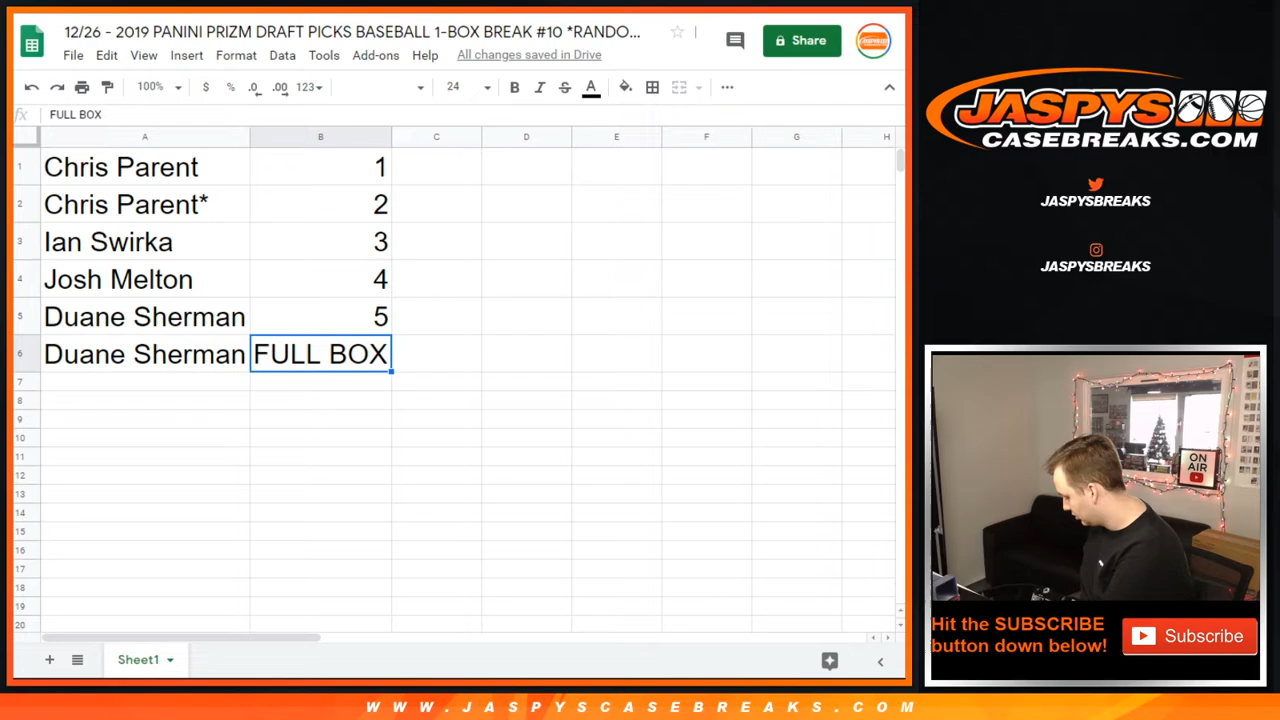 12/26 - 2019 PANINI PRIZM DRAFT PICKS BASEBALL 1-BOX BREAK #10 *RANDO...
Share
File Edit View Insert Format Data Tools Add-ons Help
All changes saved in Drive
100% $ % .0 .00 123 24 B I S A
fx FULL BOX
A B C D E F G H
1 Chris Parent 1
2 Chris Parent* 2
3 Ian Swirka 3
4 Josh Melton 4
5 Duane Sherman 5
6 Duane Sherman FULL BOX
7
8
9
10
11
12
13
14
15
16
17
18
19
20
Sheet1
JASPYS
CASEBREAKS.COM
JASPYSBREAKS
JASPYSBREAKS
ON
AIR
Hit the SUBSCRIBE
button down below!
Subscribe
WWW.JASPYSCASEBREAKS.COM